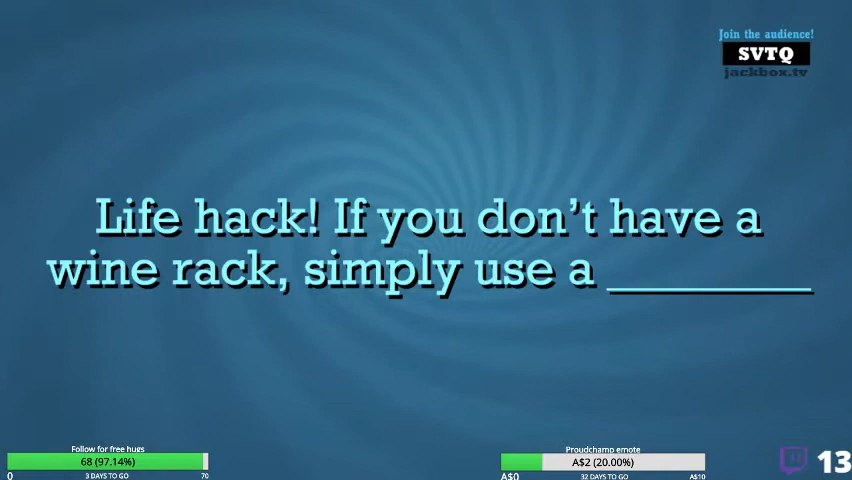 Join the audience!
SVTQ
jackbox.tv
Life hack! If you don't have a
wine rack, simply use a __________
Follow for free hugs
68 (97.14%)
0 3 DAYS TO GO 70
Proudchamp emote
A$2 (20.00%)
A$0 32 DAYS TO GO A$10
13